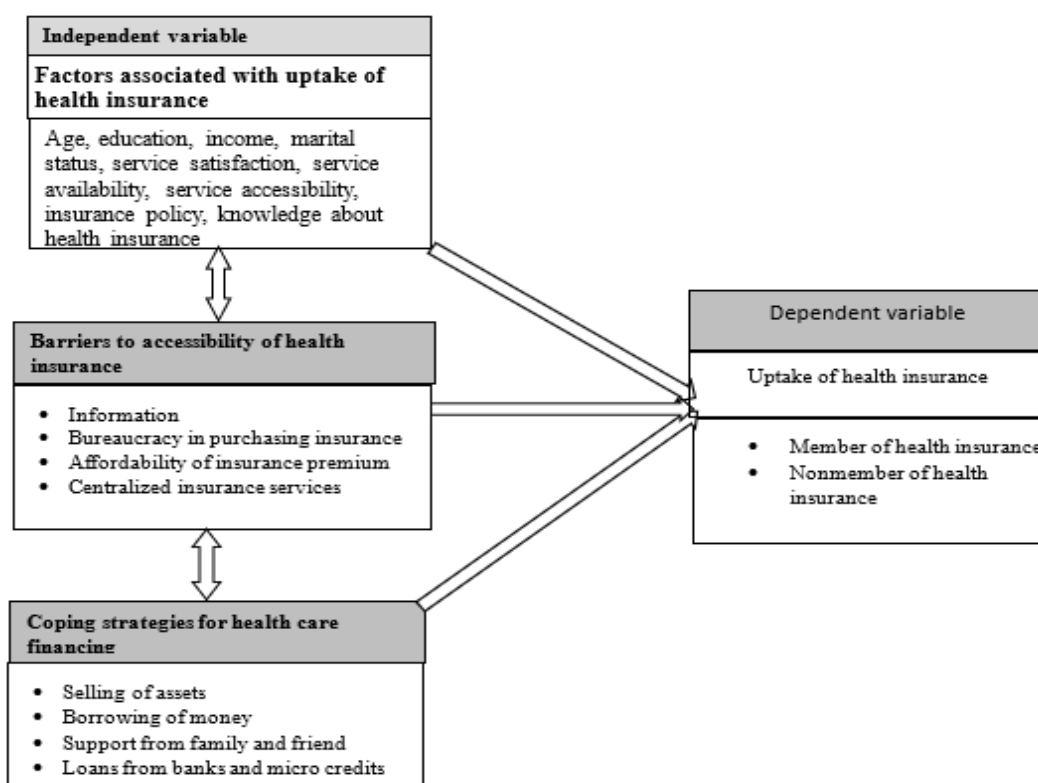 Independent variable
Factors associated with uptake of
health insurance
Age, education, income, marital
status, service satisfaction, service
availability, service accessibility,
insurance policy, knowledge about
health insurance
Barriers to accessibility of health
insurance
• Information
• Bureaucracy in purchasing insurance
• Affordability of insurance premium
• Centralized insurance services
Coping strategies for health care
financing
• Selling of assets
• Borrowing of money
• Support from family and friend
• Loans from banks and micro credits
Dependent variable
Uptake of health insurance
• Member of health insurance
• Nonmember of health
insurance